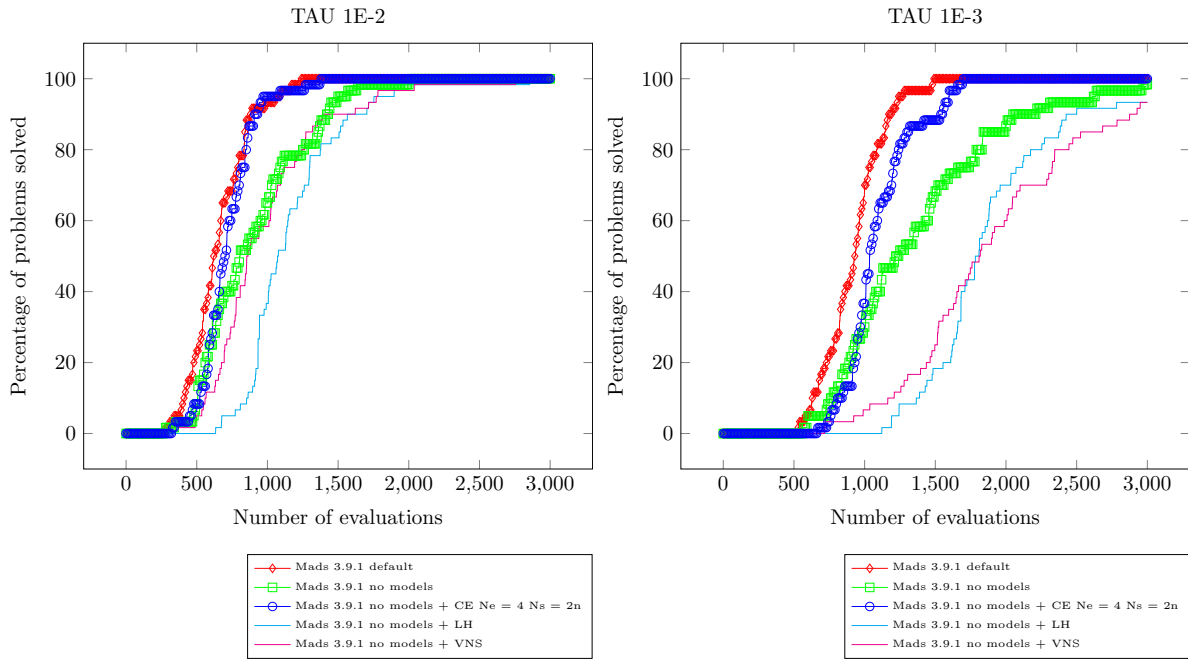 TAU 1E-2
100
80
60
40
20
0
Percentage of problems solved
0 500 1,000 1,500 2,000 2,500 3,000
Number of evaluations
Mads 3.9.1 default
Mads 3.9.1 no models
Mads 3.9.1 no models + CE Ne = 4 Ns = 2n
Mads 3.9.1 no models + LH
Mads 3.9.1 no models + VNS
TAU 1E-3
100
80
60
40
20
0
Percentage of problems solved
0 500 1,000 1,500 2,000 2,500 3,000
Number of evaluations
Mads 3.9.1 default
Mads 3.9.1 no models
Mads 3.9.1 no models + CE Ne = 4 Ns = 2n
Mads 3.9.1 no models + LH
Mads 3.9.1 no models + VNS